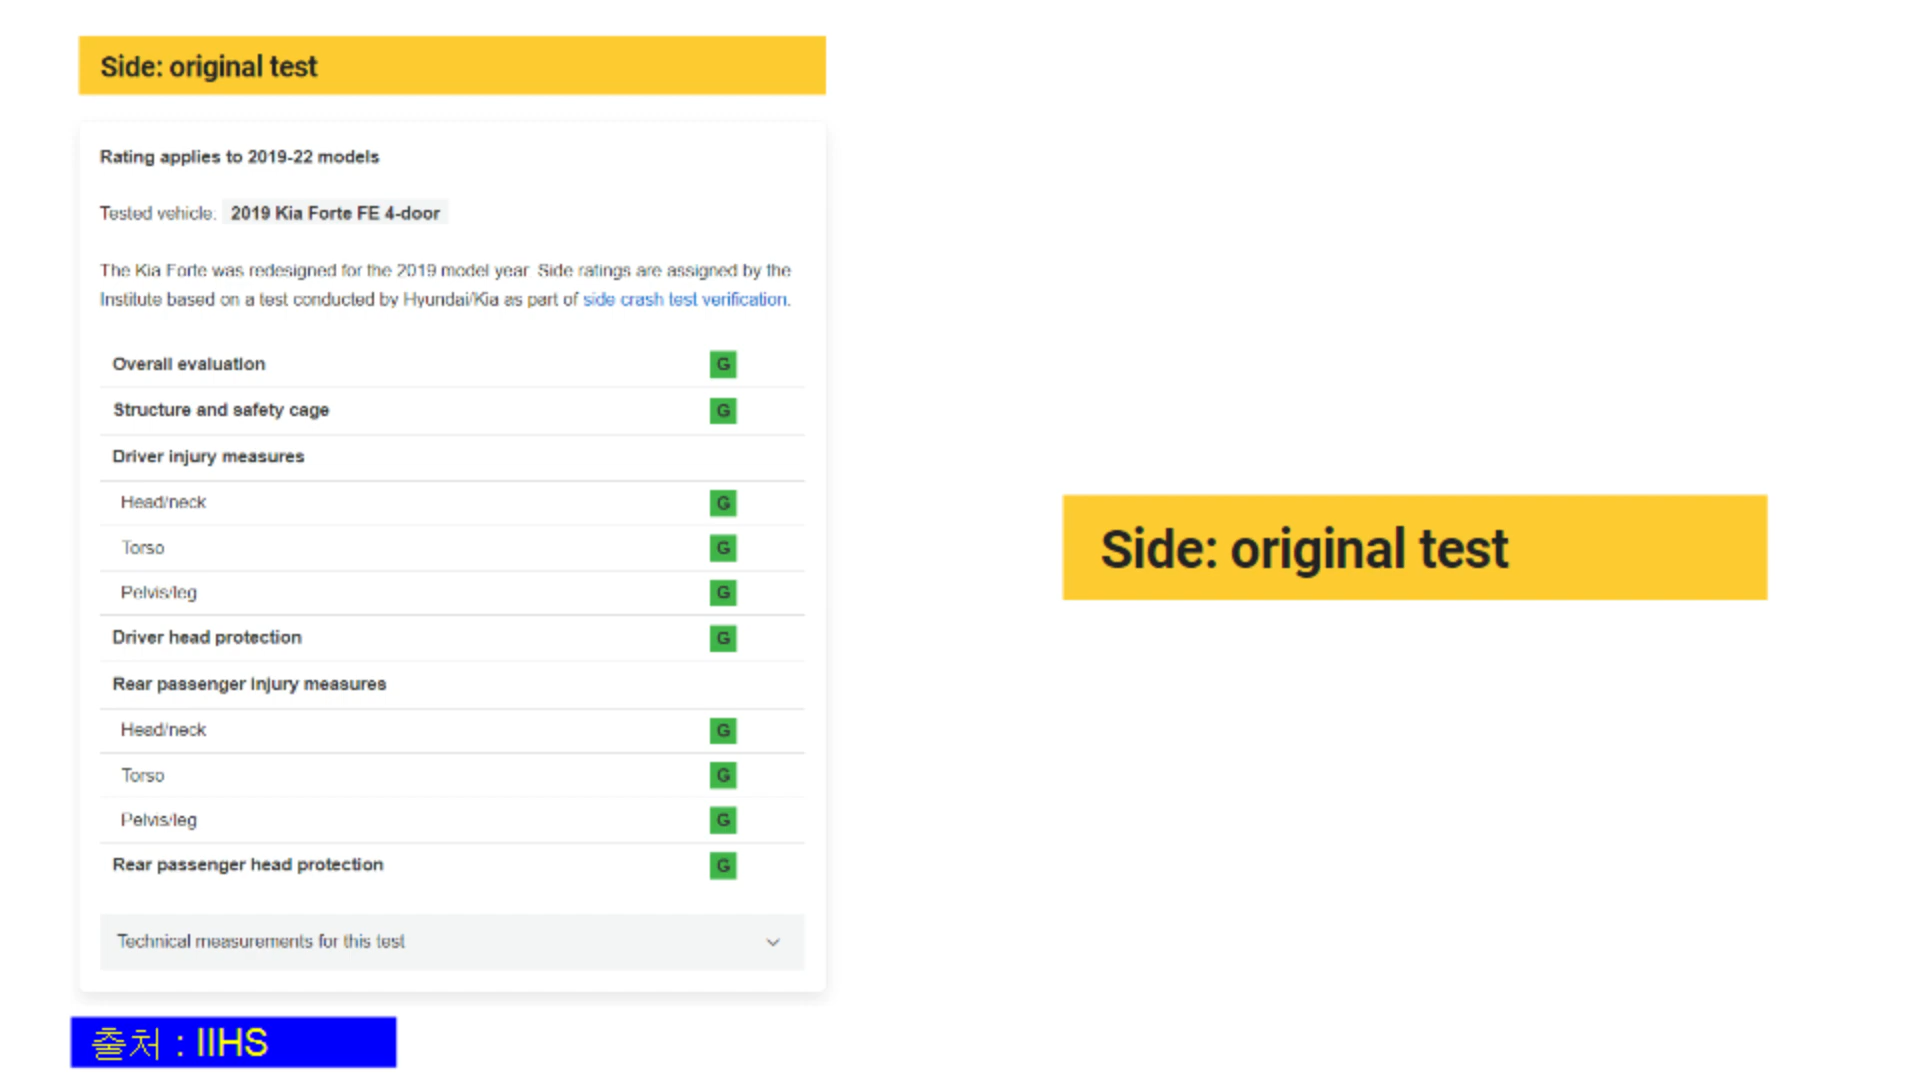 Side: original test
Rating applies to 2019-22 models
Tested vehicle: 2019 Kia Forte FE 4-door
The Kia Forte was redesigned for the 2019 model year. Side ratings are assigned by the
Institute based on a test conducted by Hyundai/Kia as part of side crash test verification.
Overall evaluation G
Structure and safety cage G
Driver injury measures
Head/neck G
Torso G
Pelvis/leg G
Driver head protection G
Rear passenger injury measures
Head/neck G
Torso G
Pelvis/leg G
Rear passenger head protection G
Technical measurements for this test
출처 : IIHS
Side: original test